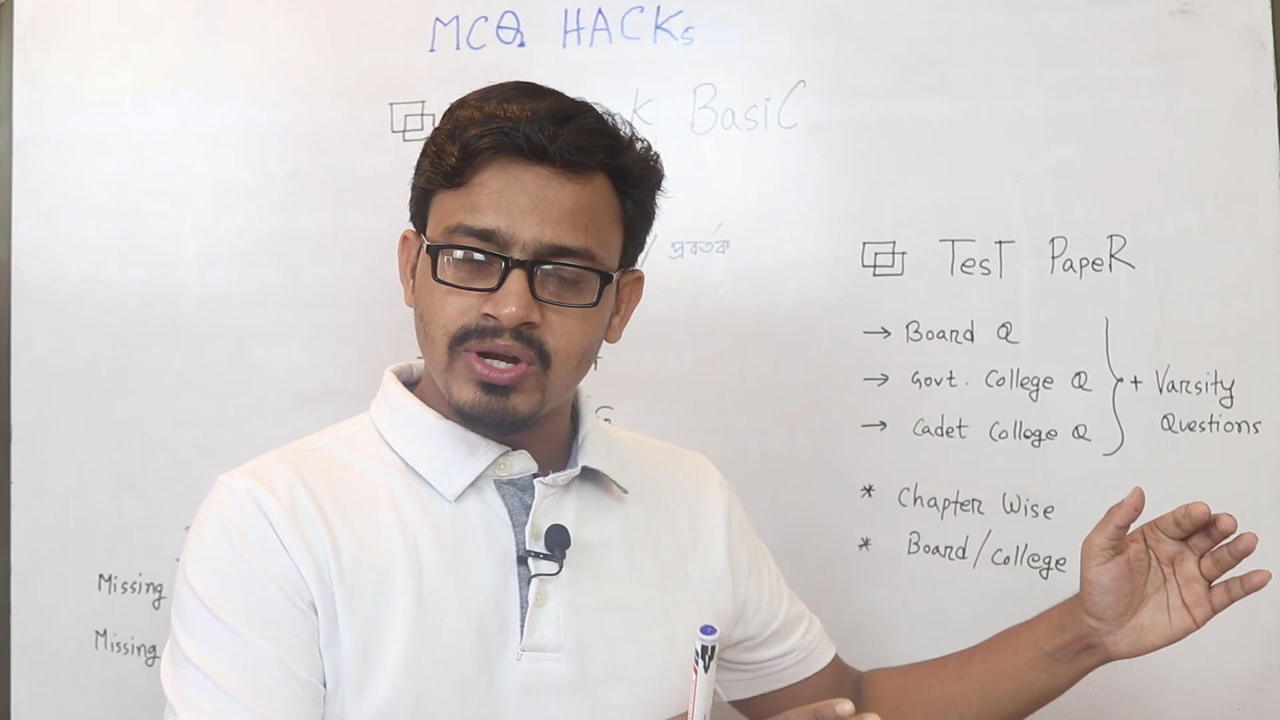 MCQ HACKs
BasiC
প্রবর্তক
TesT PapeR
→ Board Q
→ Govt. College Q
→ Cadet College Q
+ Varsity
Questions
* Chapter Wise
* Board/College
Missing
Missing